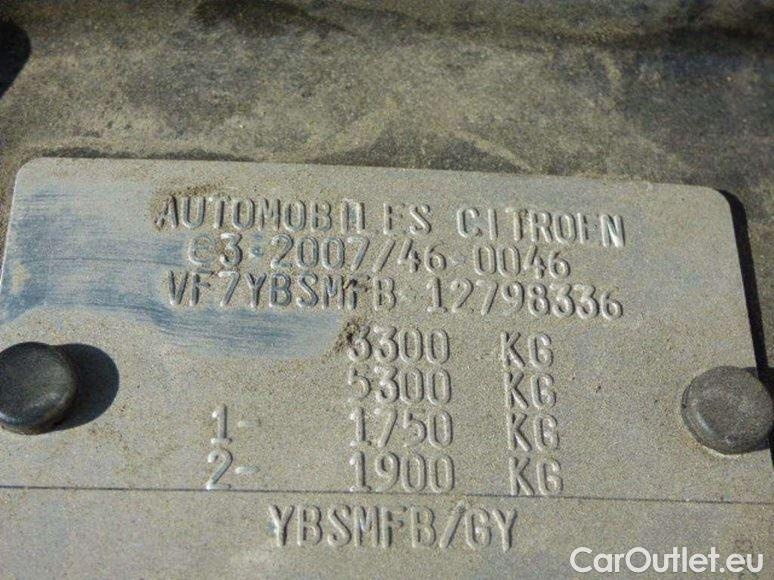 AUTOMOBILES CITROEN
e3*2007/46*0046
VF7YBSMFB*12798336
3300 KG
5300 KG
1- 1750 KG
2- 1900 KG
YBSMFB/GY
CarOutlet.eu